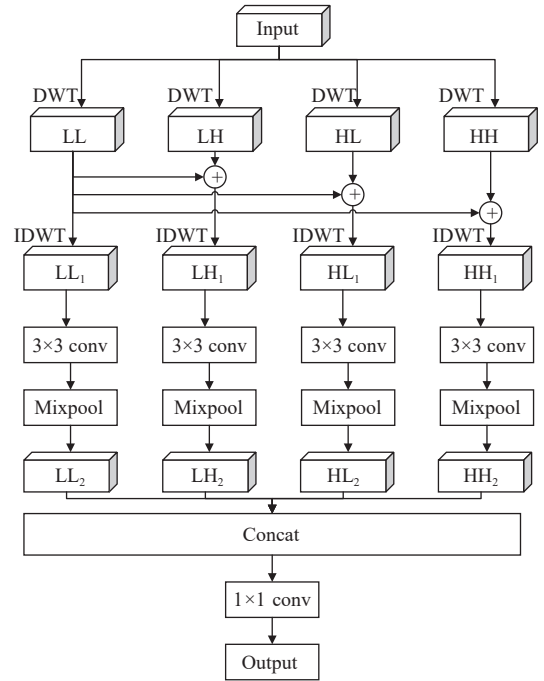 Input
DWT DWT DWT DWT
LL LH HL HH
+
+
+
IDWT IDWT IDWT IDWT
LL₁ LH₁ HL₁ HH₁
3×3 conv 3×3 conv 3×3 conv 3×3 conv
Mixpool Mixpool Mixpool Mixpool
LL₂ LH₂ HL₂ HH₂
Concat
1×1 conv
Output